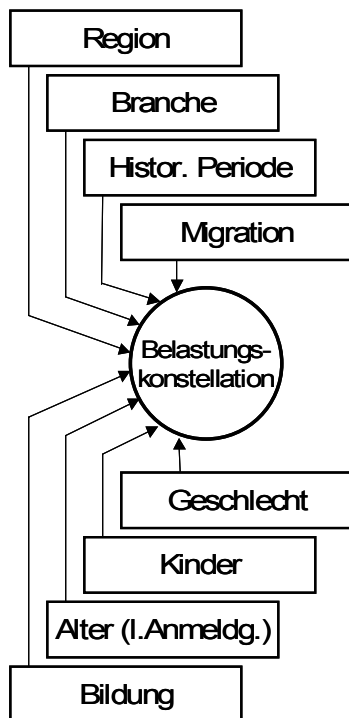 Region
Branche
Histor. Periode
Migration
Belastungs-
konstellation
Geschlecht
Kinder
Alter (l.Anmeldg.)
Bildung